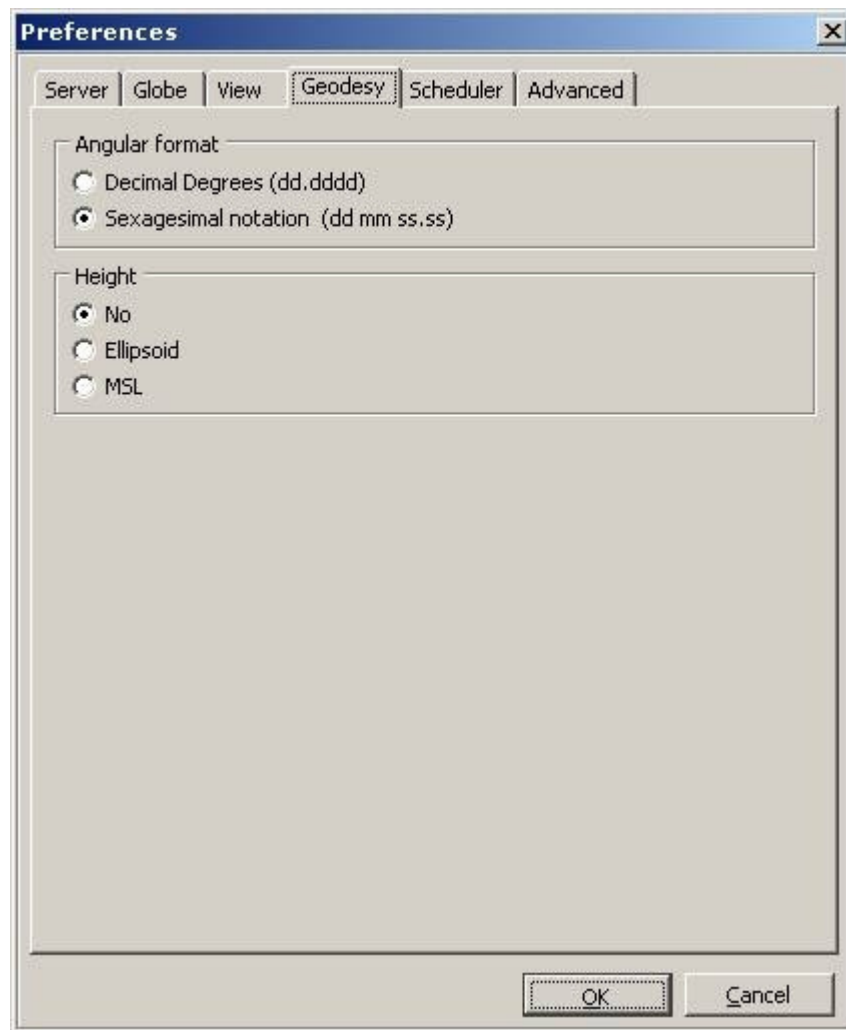 Preferences
Server Globe View Geodesy Scheduler Advanced
Angular format
Decimal Degrees (dd.dddd)
Sexagesimal notation (dd mm ss.ss)
Height
No
Ellipsoid
MSL
OK Cancel